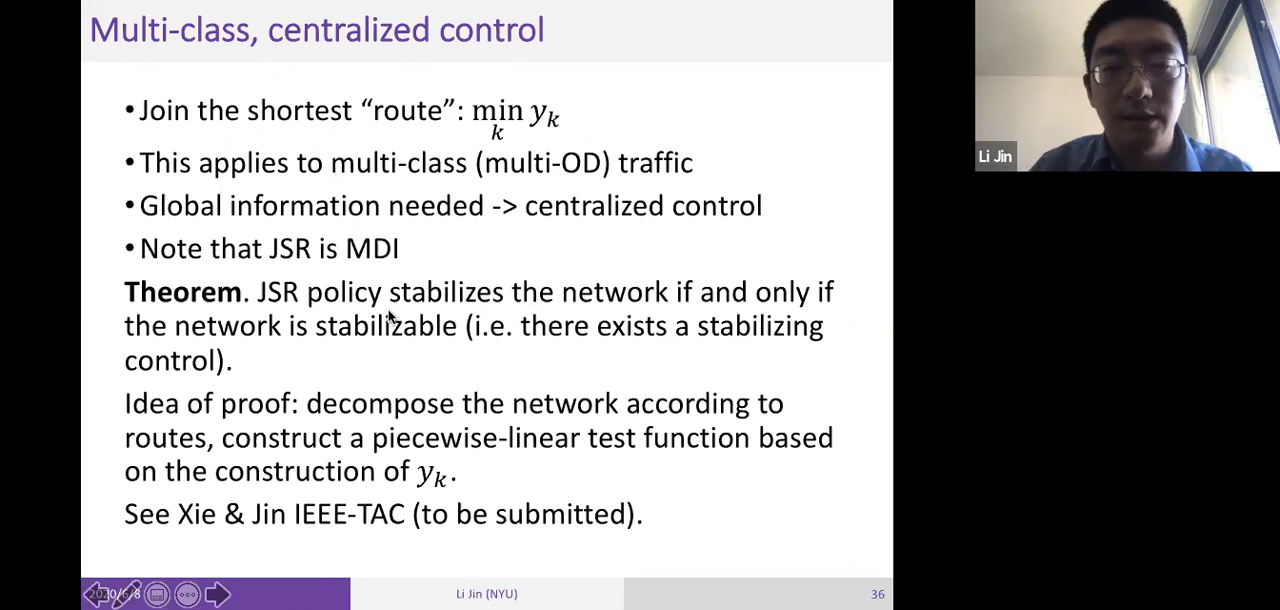 Multi-class, centralized control
• Join the shortest “route”: min y_k
k
• This applies to multi-class (multi-OD) traffic
• Global information needed -> centralized control
• Note that JSR is MDI
Theorem. JSR policy stabilizes the network if and only if
the network is stabilizable (i.e. there exists a stabilizing
control).
Idea of proof: decompose the network according to
routes, construct a piecewise-linear test function based
on the construction of y_k.
See Xie & Jin IEEE-TAC (to be submitted).
2020/6/8
Li Jin (NYU)
36
Li Jin